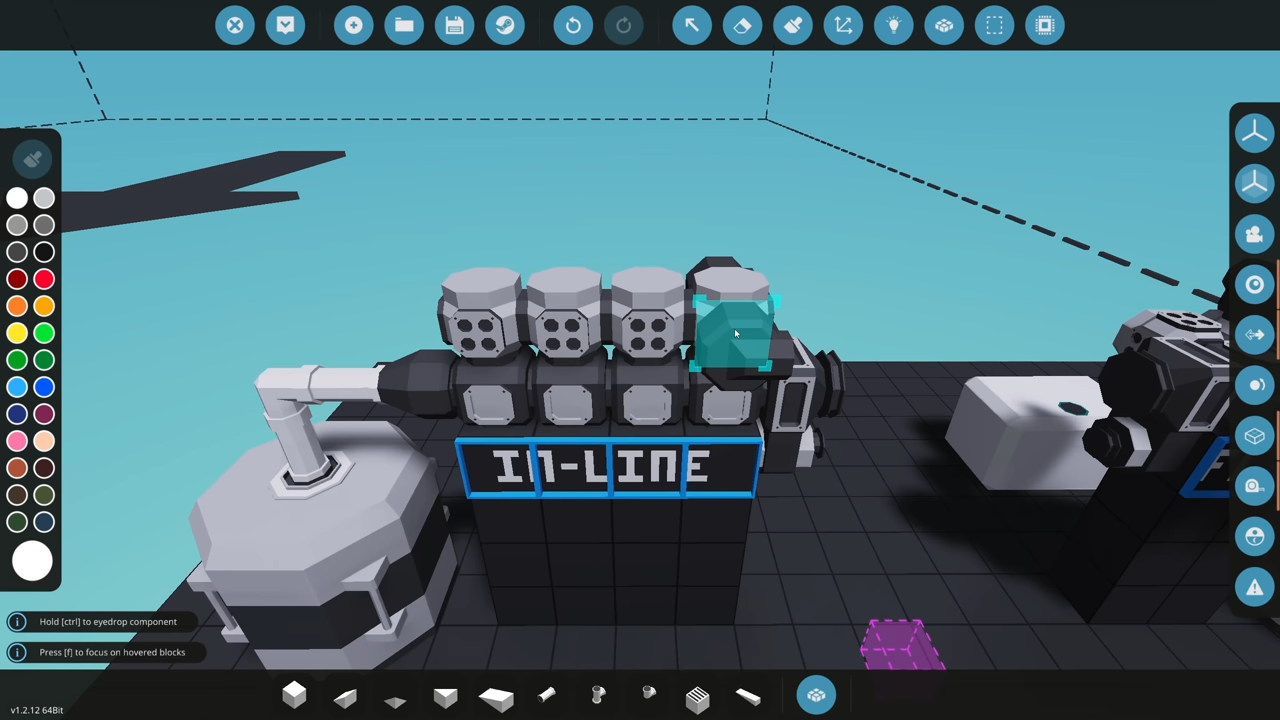 IN-LINE
Hold [ctrl] to eyedrop component
Press [f] to focus on hovered blocks
v1.2.12 64Bit